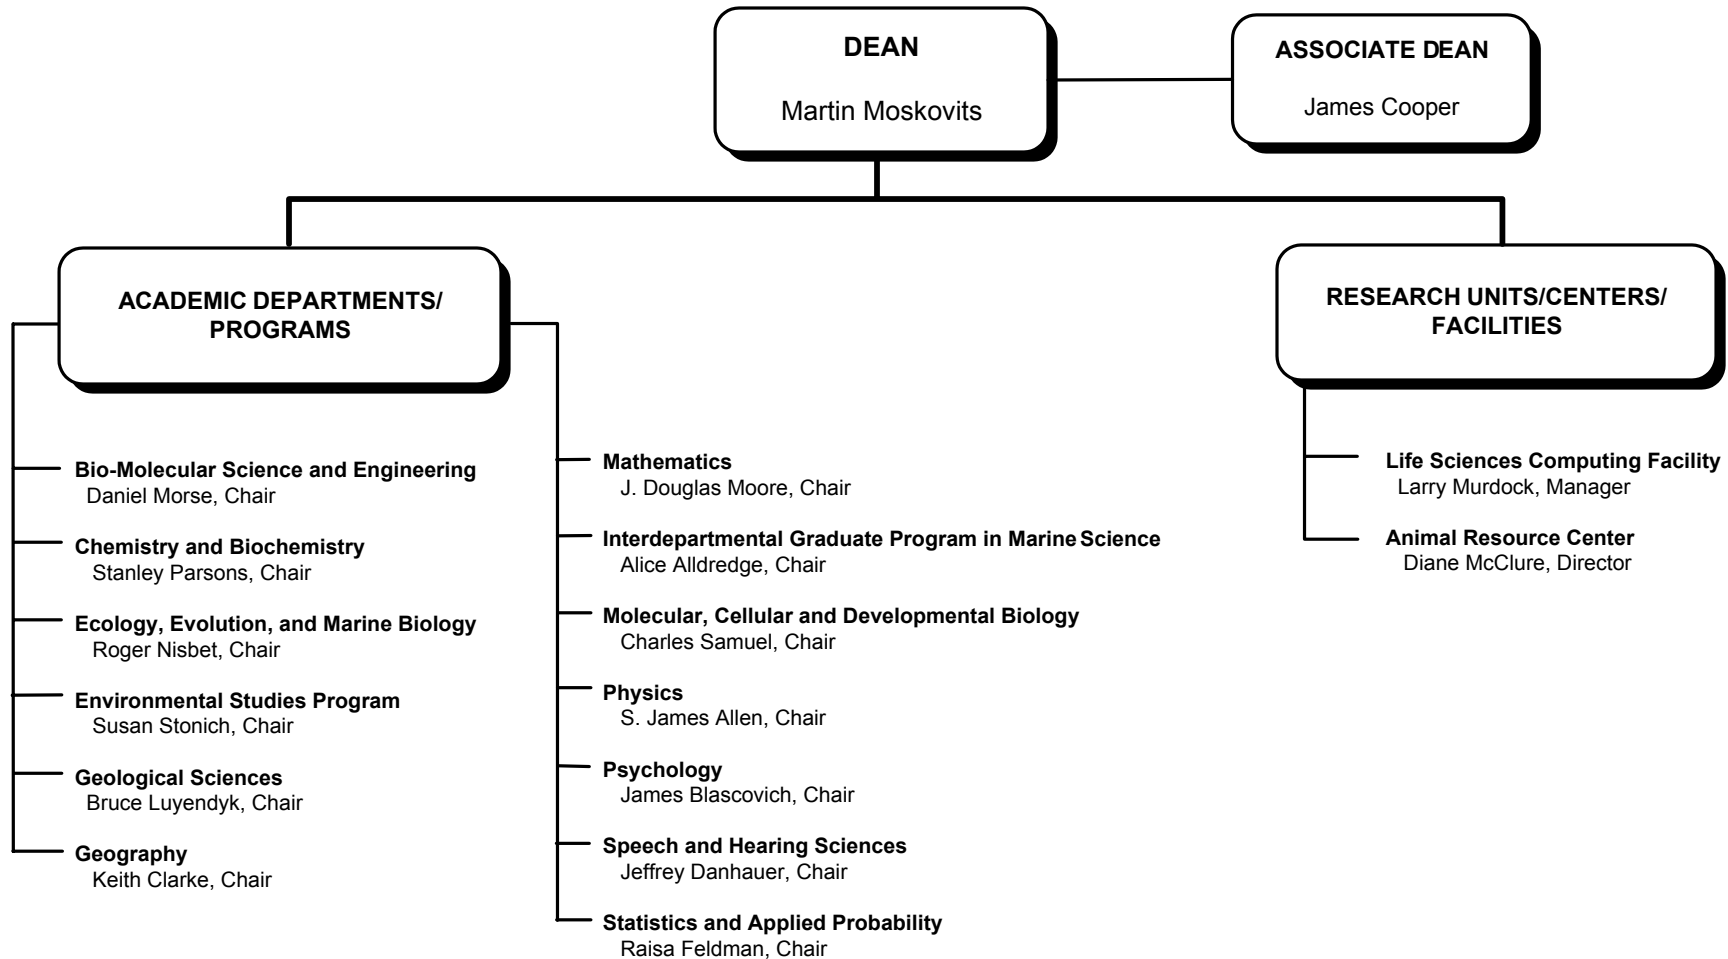 DEAN
Martin Moskovits
ASSOCIATE DEAN
James Cooper
ACADEMIC DEPARTMENTS/
PROGRAMS
Bio-Molecular Science and Engineering
Daniel Morse, Chair
Chemistry and Biochemistry
Stanley Parsons, Chair
Ecology, Evolution, and Marine Biology
Roger Nisbet, Chair
Environmental Studies Program
Susan Stonich, Chair
Geological Sciences
Bruce Luyendyk, Chair
Geography
Keith Clarke, Chair
Mathematics
J. Douglas Moore, Chair
Interdepartmental Graduate Program in Marine Science
Alice Alldredge, Chair
Molecular, Cellular and Developmental Biology
Charles Samuel, Chair
Physics
S. James Allen, Chair
Psychology
James Blascovich, Chair
Speech and Hearing Sciences
Jeffrey Danhauer, Chair
Statistics and Applied Probability
Raisa Feldman, Chair
RESEARCH UNITS/CENTERS/
FACILITIES
Life Sciences Computing Facility
Larry Murdock, Manager
Animal Resource Center
Diane McClure, Director